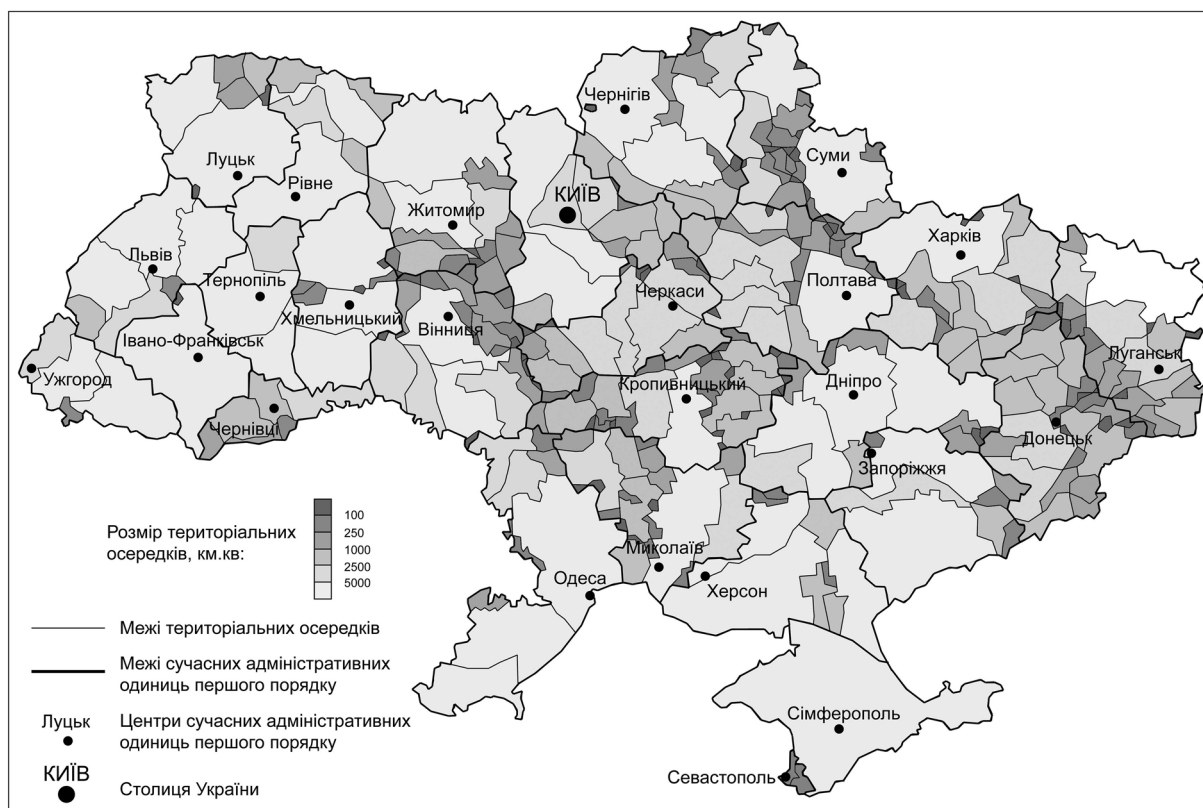 Чернігів
Суми
Луцьк
Рівне
КИЇВ
Житомир
Харків
Львів
Тернопіль
Полтава
Черкаси
Хмельницький
Вінниця
Івано-Франківськ
Луганськ
Ужгород
Кропивницький
Дніпро
Чернівці
Донецьк
Запоріжжя
Миколаїв
Одеса
Херсон
Сімферополь
Севастополь
Розмір територіальних
осередків, км.кв:
100
250
1000
2500
5000
Межі територіальних осередків
Межі сучасних адміністративних
одиниць першого порядку
Луцьк
Центри сучасних адміністративних
одиниць першого порядку
КИЇВ
Столиця України